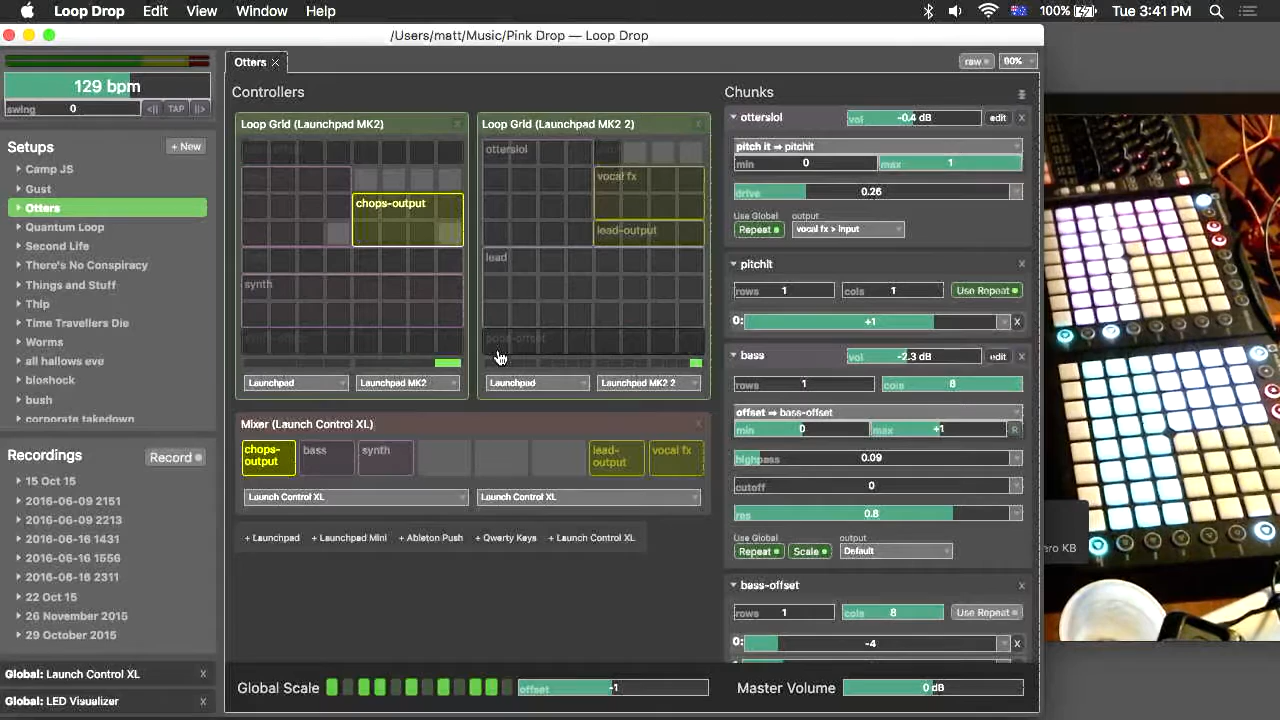 Loop Drop Edit View Window Help 100% Tue 3:41 PM
/Users/matt/Music/Pink Drop — Loop Drop
129 bpm
swing 0 TAP
Setups + New
Camp JS
Gust
Otters
Quantum Loop
Second Life
There's No Conspiracy
Things and Stuff
Thip
Time Travellers Die
Worms
all hallows eve
bioshock
bush
corporate takedown
Recordings Record
15 Oct 15
2016-06-09 2151
2016-06-09 2213
2016-06-16 1431
2016-06-16 1556
2016-06-16 2311
22 Oct 15
26 November 2015
29 October 2015
Global: Launch Control XL X
Global: LED Visualizer X
Otters
raw 90%
Controllers
Loop Grid (Launchpad MK2)
chops-output
synth
Launchpad Launchpad MK2
Loop Grid (Launchpad MK2 2)
otterslol
vocal fx
lead-output
lead
Launchpad Launchpad MK2 2
Mixer (Launch Control XL)
chops-output bass synth lead-output vocal fx
Launch Control XL Launch Control XL
+ Launchpad + Launchpad Mini + Ableton Push + Qwerty Keys + Launch Control XL
Chunks
otterslol vol -0.4 dB edit X
pitch it ⇒ pitchit
min 0 max 1
drive 0.26
Use Global output
Repeat vocal fx > input
pitchit X
rows 1 cols 1 Use Repeat
0: +1 X
bass vol -2.3 dB edit X
rows 1 cols 8
offset ⇒ bass-offset
min 0 max +1 R
highpass 0.09
cutoff 0
res 0.8
Use Global output
Repeat Scale Default
bass-offset X
rows 1 cols 8 Use Repeat
0: -4 X
Global Scale offset -1 Master Volume 0 dB
ero KB